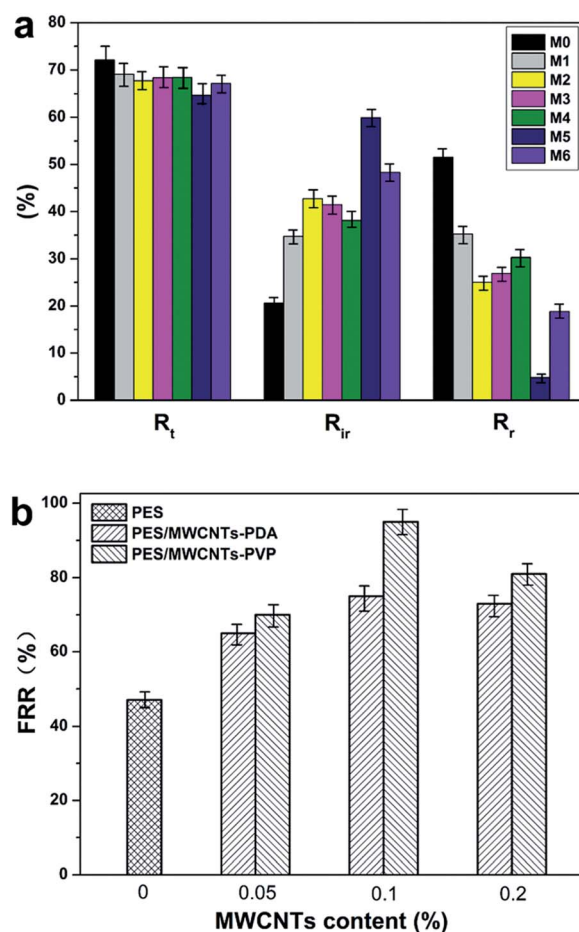 a
80
70
60
50
40
30
20
10
0
(%)
M0
M1
M2
M3
M4
M5
M6
Rt Rir Rr
b
100
80
60
40
20
0
FRR (%)
PES
PES/MWCNTs-PDA
PES/MWCNTs-PVP
0 0.05 0.1 0.2
MWCNTs content (%)